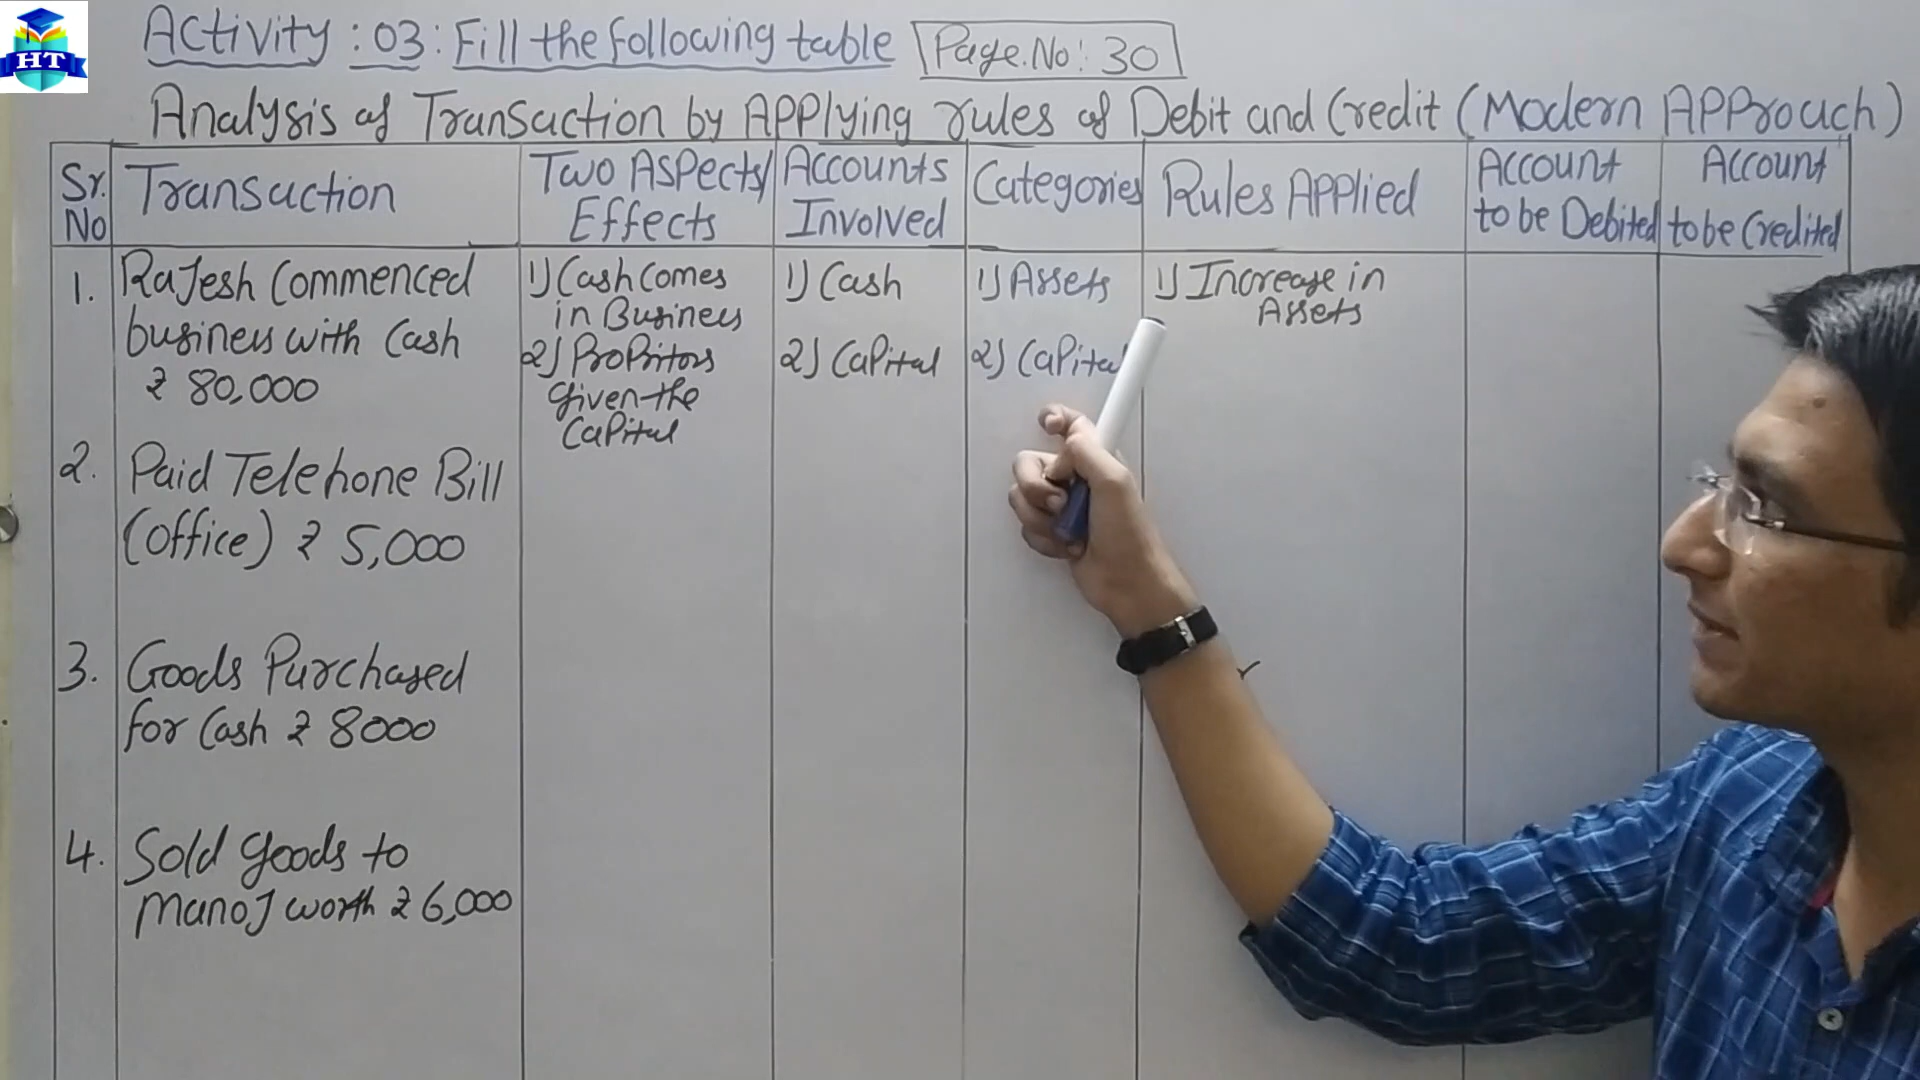 HT
Activity : 03 : Fill the following table Page.No: 30
Analysis of Transaction by Applying rules of Debit and Credit (Modern Approach)
Sr. No
Transaction
Two Aspects/
Effects
Accounts
Involved
Categories
Rules Applied
Account
to be Debited
Account
to be Credited
1.
Rajesh Commenced
business with Cash
₹ 80,000
1) Cash Comes
in Business
2) Propritors
given the
Capital
1) Cash
2) Capital
1) Assets
2) Capital
1) Increase in
Assets
2.
Paid Telehone Bill
(office) ₹ 5,000
3.
Goods Purchased
for Cash ₹ 8000
4.
Sold goods to
Manoj worth ₹ 6,000